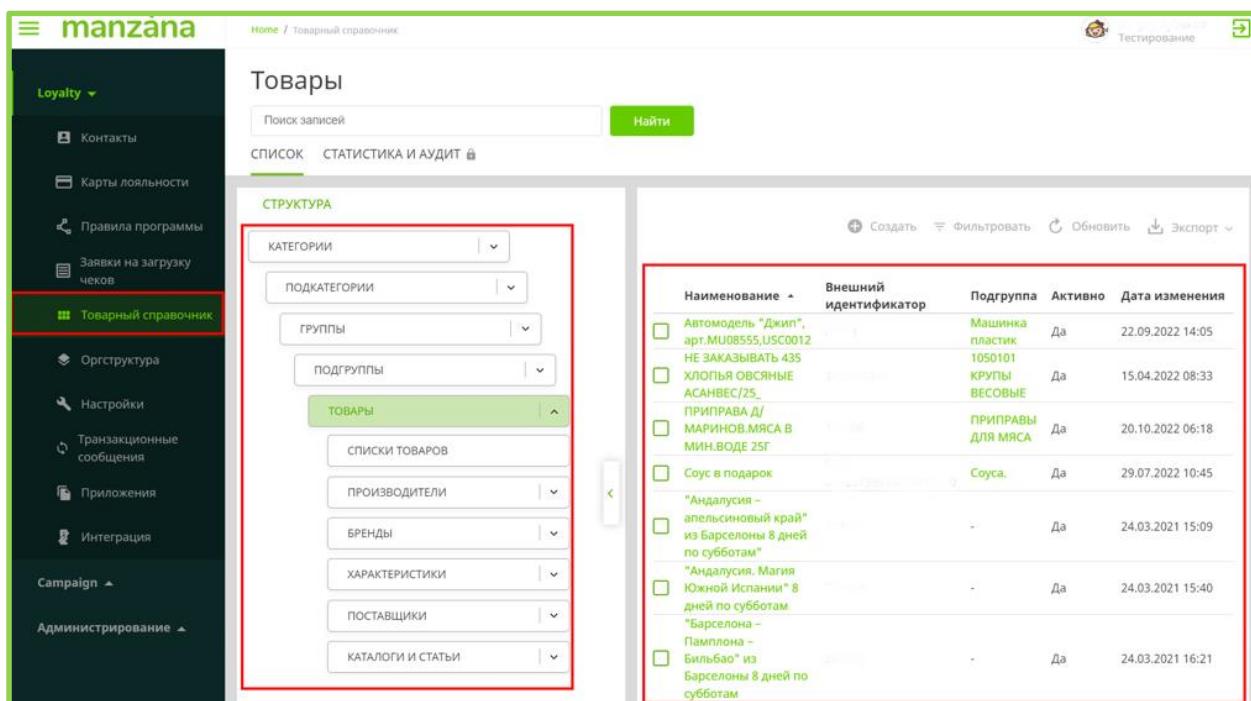 manzána
Home / Товарный справочник
Тестирование
Loyalty
Контакты
Карты лояльности
Правила программы
Заявки на загрузку
чеков
Товарный справочник
Оргструктура
Настройки
Транзакционные
сообщения
Приложения
Интеграция
Campaign
Администрирование
Товары
Поиск записей
Найти
СПИСОК
СТАТИСТИКА И АУДИТ
СТРУКТУРА
КАТЕГОРИИ
ПОДКАТЕГОРИИ
ГРУППЫ
ПОДГРУППЫ
ТОВАРЫ
СПИСКИ ТОВАРОВ
ПРОИЗВОДИТЕЛИ
БРЕНДЫ
ХАРАКТЕРИСТИКИ
ПОСТАВЩИКИ
КАТАЛОГИ И СТАТЬИ
Создать
Фильтровать
Обновить
Экспорт
Наименование
Внешний
идентификатор
Подгруппа
Активно
Дата изменения
Автомодель "Джип",
арт.MU08555,USC0012
Машинка
пластик
Да
22.09.2022 14:05
НЕ ЗАКАЗЫВАТЬ 435
ХЛОПЬЯ ОВСЯНЫЕ
АСАНВЕС/25_
1050101
КРУПЫ
ВЕСОВЫЕ
Да
15.04.2022 08:33
ПРИПРАВА Д/
МАРИНОВ.МЯСА В
МИН.ВОДЕ 25Г
ПРИПРАВЫ
ДЛЯ МЯСА
Да
20.10.2022 06:18
Соус в подарок
Соуса.
Да
29.07.2022 10:45
"Андалусия –
апельсиновый край"
из Барселоны 8 дней
по субботам"
-
Да
24.03.2021 15:09
"Андалусия. Магия
Южной Испании" 8
дней по субботам
-
Да
24.03.2021 15:40
"Барселона –
Памплона –
Бильбао" из
Барселоны 8 дней по
субботам
-
Да
24.03.2021 16:21